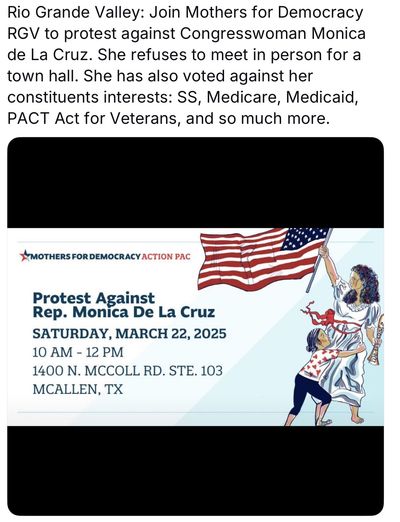 Rio Grande Valley: Join Mothers for Democracy
RGV to protest against Congresswoman Monica
de La Cruz. She refuses to meet in person for a
town hall. She has also voted against her
constituents interests: SS, Medicare, Medicaid,
PACT Act for Veterans, and so much more.
MOTHERS FOR DEMOCRACY ACTION PAC
Protest Against
Rep. Monica De La Cruz
SATURDAY, MARCH 22, 2025
10 AM - 12 PM
1400 N. MCCOLL RD. STE. 103
MCALLEN, TX